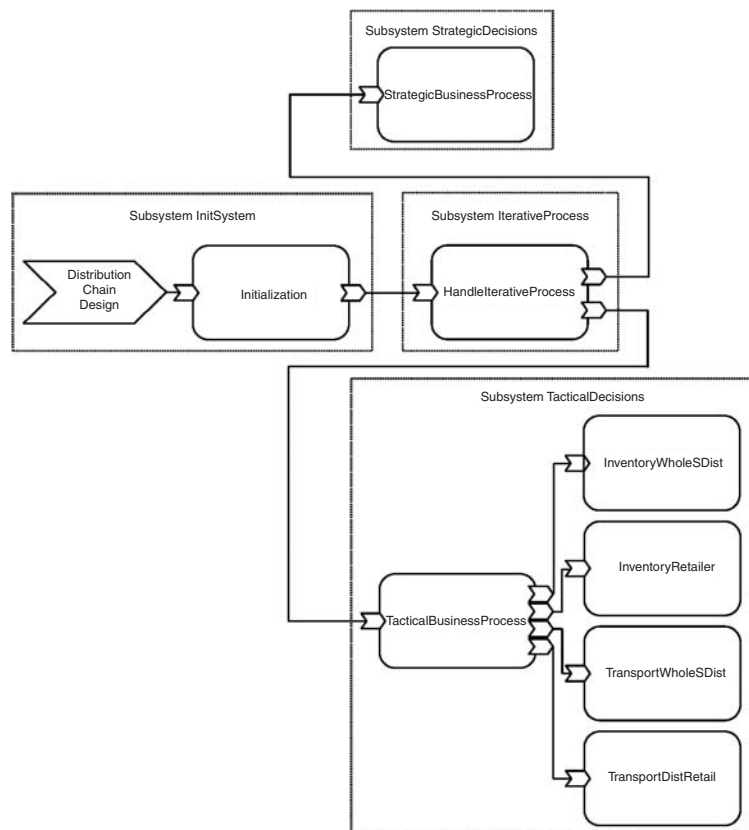 Subsystem StrategicDecisions
StrategicBusinessProcess
Subsystem InitSystem
Subsystem IterativeProcess
Distribution
Chain
Design
Initialization
HandleIterativeProcess
Subsystem TacticalDecisions
InventoryWholeSDist
InventoryRetailer
TacticalBusinessProcess
TransportWholeSDist
TransportDistRetail